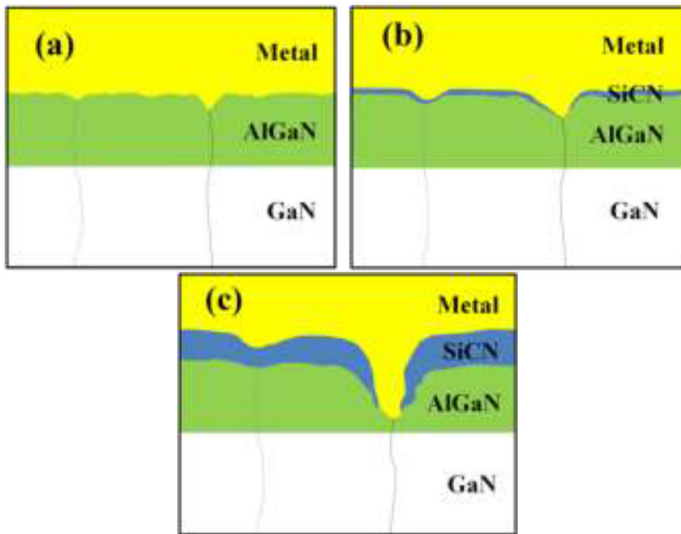 (a)
Metal
AlGaN
GaN
(b)
Metal
SiCN
AlGaN
GaN
(c)
Metal
SiCN
AlGaN
GaN